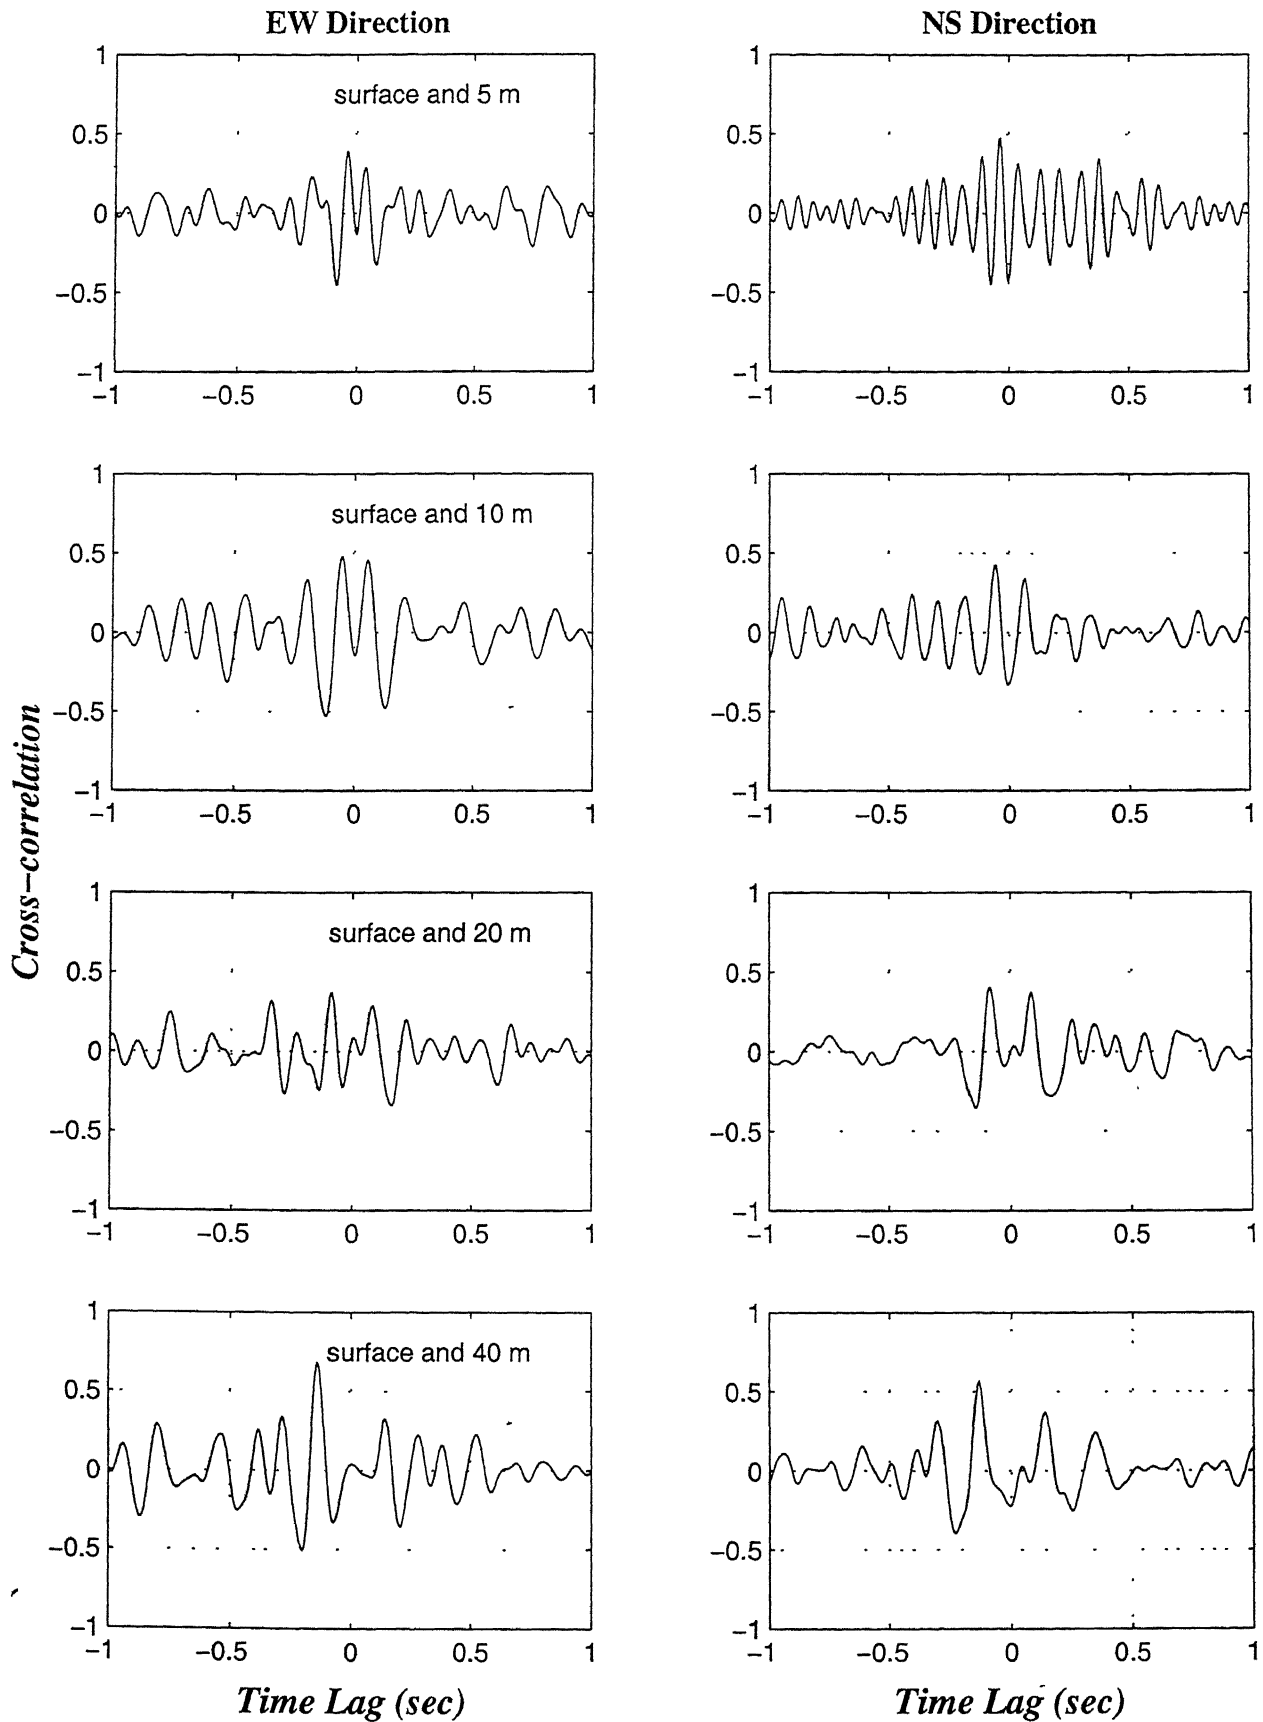 EW Direction
NS Direction
1
0.5
0
−0.5
−1
surface and 5 m
−1 −0.5 0 0.5 1
1
0.5
0
−0.5
−1
−1 −0.5 0 0.5 1
1
0.5
0
−0.5
−1
surface and 10 m
−1 −0.5 0 0.5 1
1
0.5
0
−0.5
−1
−1 −0.5 0 0.5 1
Cross−correlation
1
0.5
0
−0.5
−1
surface and 20 m
−1 −0.5 0 0.5 1
1
0.5
0
−0.5
−1
−1 −0.5 0 0.5 1
1
0.5
0
−0.5
−1
surface and 40 m
−1 −0.5 0 0.5 1
1
0.5
0
−0.5
−1
−1 −0.5 0 0.5 1
Time Lag (sec)
Time Lag (sec)